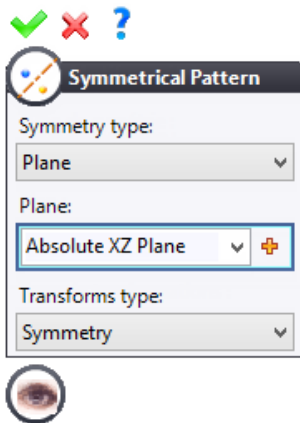 ?
Symmetrical Pattern
Symmetry type:
Plane
Plane:
Absolute XZ Plane
Transforms type:
Symmetry